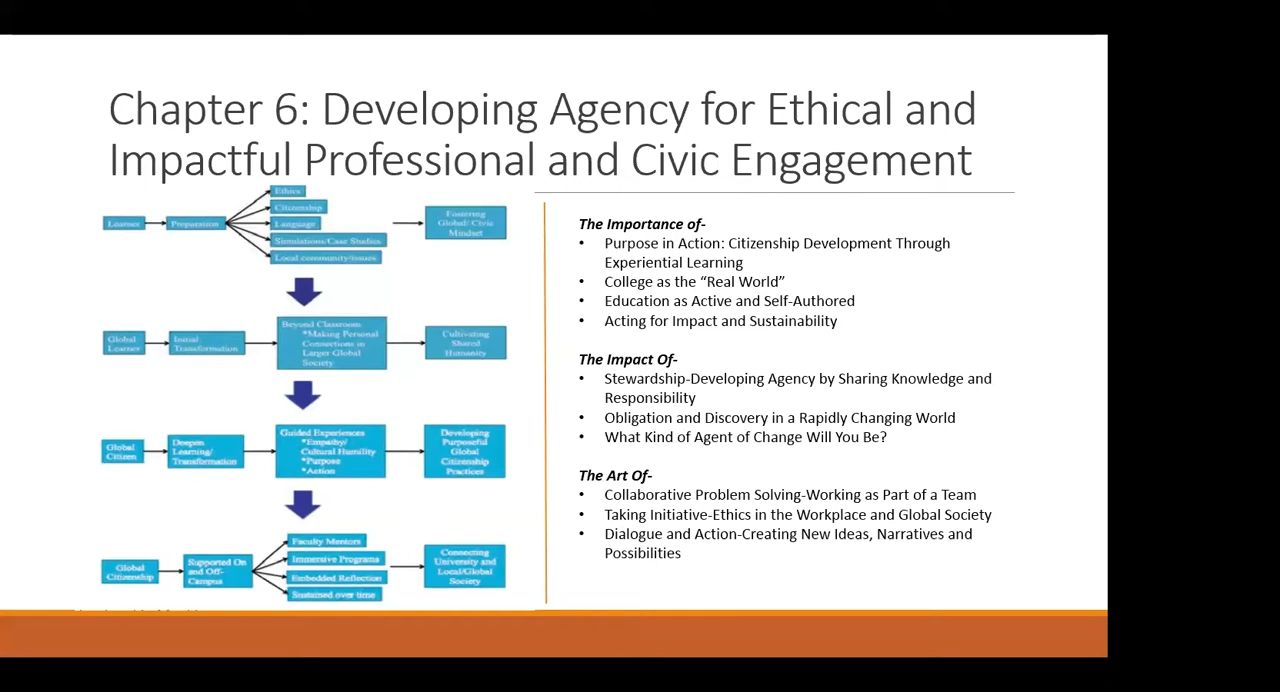 Chapter 6: Developing Agency for Ethical and
Impactful Professional and Civic Engagement
Learner
Preparation
Ethics
Citizenship
Language
Simulations/Case Studies
Local community/issues
Fostering
Global/Civic
Mindset
Global
Learner
Initial
Transformation
Beyond Classroom:
*Making Personal
Connections in
Larger Global
Society
Cultivating
Shared
Humanity
Global
Citizen
Deepen
Learning/
Transformation
Guided Experiences
*Empathy/
Cultural Humility
*Purpose
*Action
Developing
Purposeful
Global
Citizenship
Practices
Global
Citizenship
Supported On
and Off-
Campus
Faculty Mentors
Immersive Programs
Embedded Reflection
Sustained over time
Connecting
University and
Local/Global
Society
The Importance of-
• Purpose in Action: Citizenship Development Through
Experiential Learning
• College as the “Real World”
• Education as Active and Self-Authored
• Acting for Impact and Sustainability
The Impact Of-
• Stewardship-Developing Agency by Sharing Knowledge and
Responsibility
• Obligation and Discovery in a Rapidly Changing World
• What Kind of Agent of Change Will You Be?
The Art Of-
• Collaborative Problem Solving-Working as Part of a Team
• Taking Initiative-Ethics in the Workplace and Global Society
• Dialogue and Action-Creating New Ideas, Narratives and
Possibilities